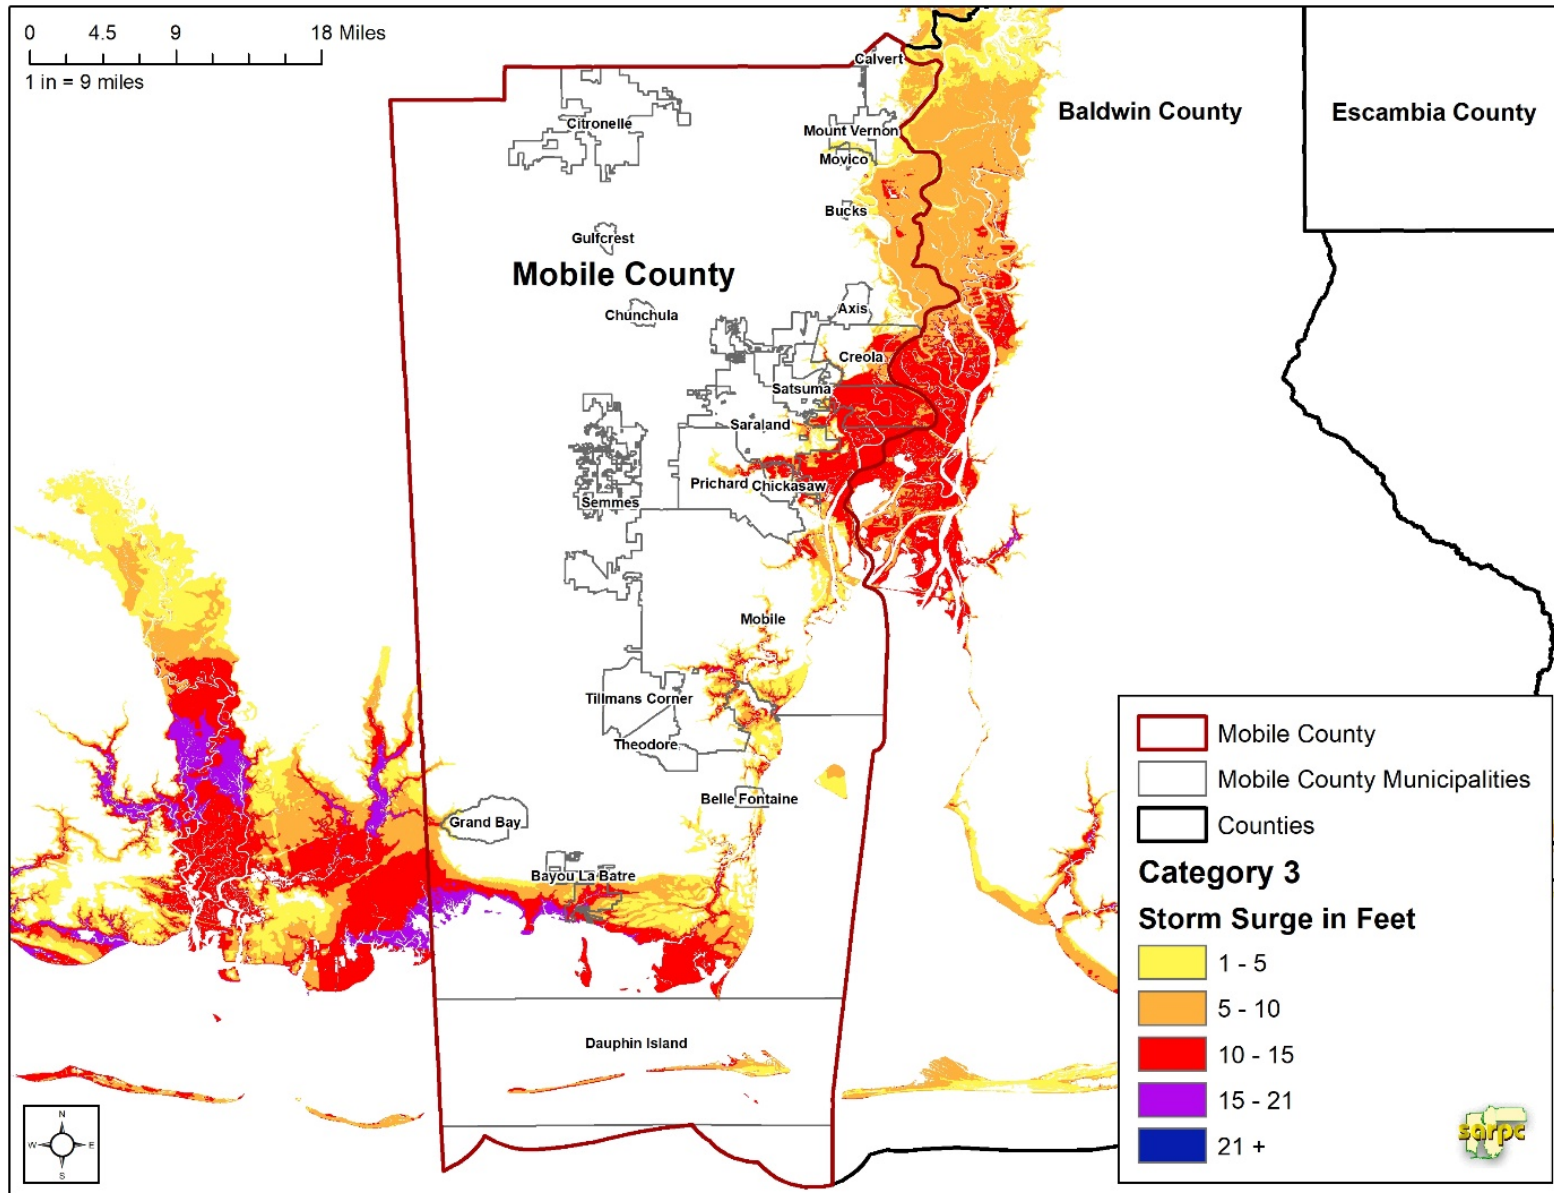 0 4.5 9 18 Miles
1 in = 9 miles
Calvert
Baldwin County
Escambia County
Citronelle
Mount Vernon
Movico
Bucks
Gulfcrest
Mobile County
Axis
Chunchula
Creola
Satsuma
Saraland
Prichard
Chickasaw
Semmes
Mobile
Tillmans Corner
Theodore
Belle Fontaine
Grand Bay
Bayou La Batre
Dauphin Island
Mobile County
Mobile County Municipalities
Counties
Category 3
Storm Surge in Feet
1 - 5
5 - 10
10 - 15
15 - 21
21 +
N
W E
S
sarpc